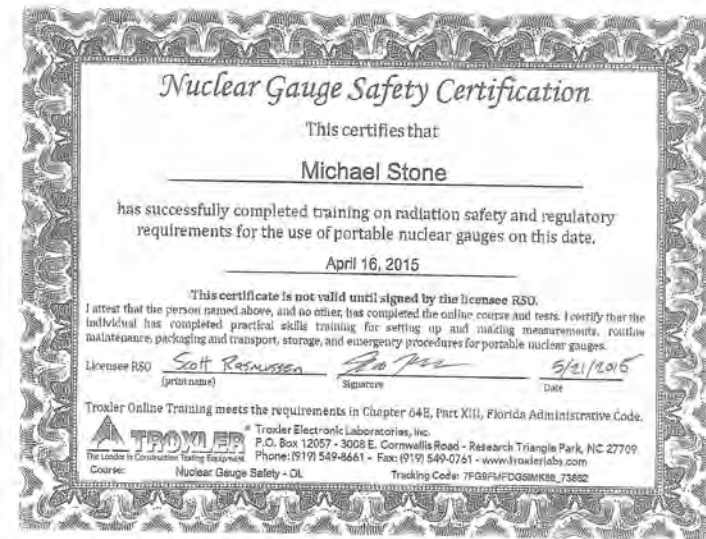 Nuclear Gauge Safety Certification
This certifies that
Michael Stone
has successfully completed training on radiation safety and regulatory
requirements for the use of portable nuclear gauges on this date.
April 16, 2015
This certificate is not valid until signed by the licensee RSO.
I attest that the person named above, and no other, has completed the online course and tests. I certify that the
individual has completed practical skills training for setting up and making measurements, routine
maintenance, packaging and transport, storage, and emergency procedures for portable nuclear gauges.
Licensee RSO Scott Rasmussen 5/21/2015
(print name) Signature Date
Troxler Online Training meets the requirements in Chapter 64E, Part XIII, Florida Administrative Code.
TROXLER
The Leader in Construction Testing Equipment
Troxler Electronic Laboratories, Inc.
P.O. Box 12057 - 3008 E. Cornwallis Road - Research Triangle Park, NC 27709
Phone: (919) 549-8661 - Fax: (919) 549-0761 - www.troxlerlabs.com
Course: Nuclear Gauge Safety - OL Tracking Code: